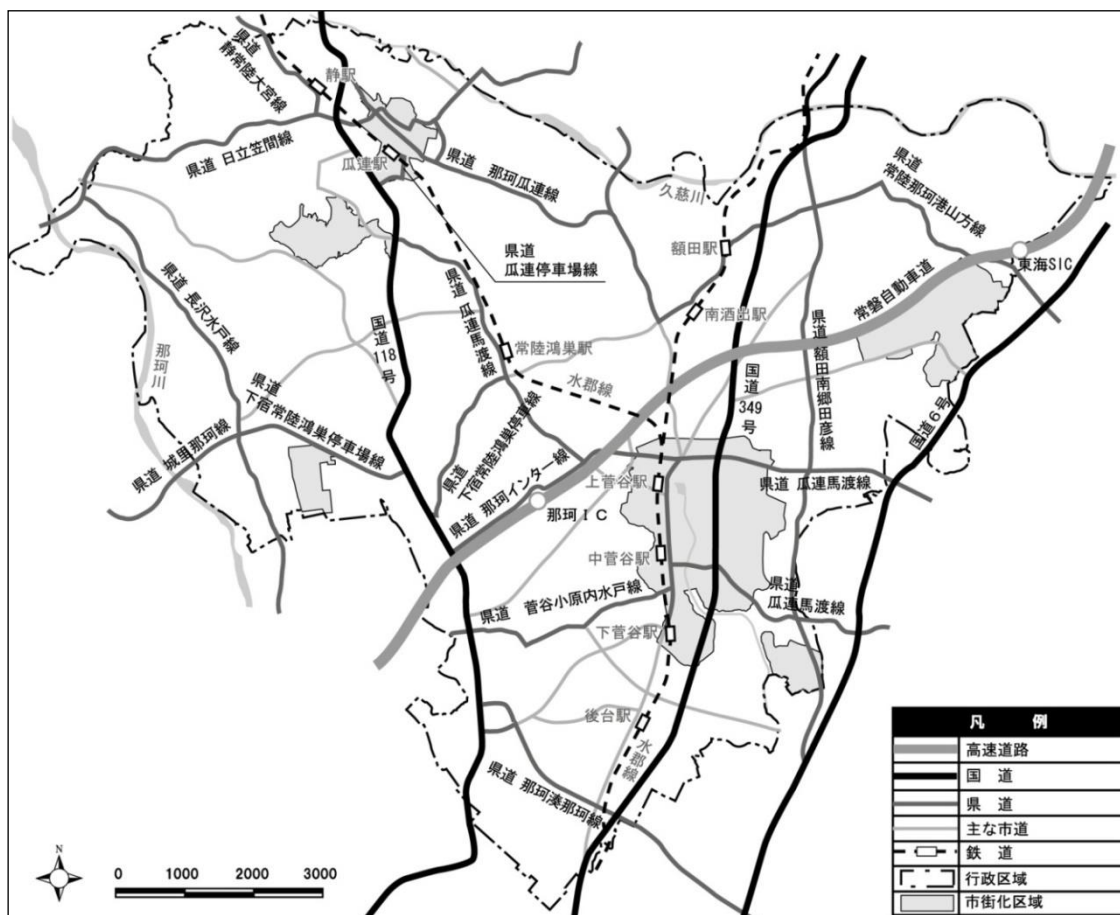 県道
静常陸大宮線
静駅
県道 日立笠間線
瓜連駅
県道 那珂瓜連線
久慈川
県道
常陸那珂港山方線
額田駅
県道
瓜連停車場線
東海SIC
県道 長沢水戸線
国道
118
号
県道
瓜連馬渡線
南酒出駅
常磐自動車道
県道 額田南郷田彦線
那珂川
常陸鴻巣駅
水郡線
国道
349
号
国道6号
県道
下宿常陸鴻巣停車場線
県道 城里那珂線
県道
下宿常陸鴻巣停車線
県道 那珂インター線
上菅谷駅
県道 瓜連馬渡線
那珂IC
中菅谷駅
県道 菅谷小原内水戸線
県道
瓜連馬渡線
下菅谷駅
後台駅
水郡線
県道 那珂湊那珂線
凡 例
高速道路
国 道
県 道
主な市道
鉄 道
行政区域
市街化区域
N
0 1000 2000 3000